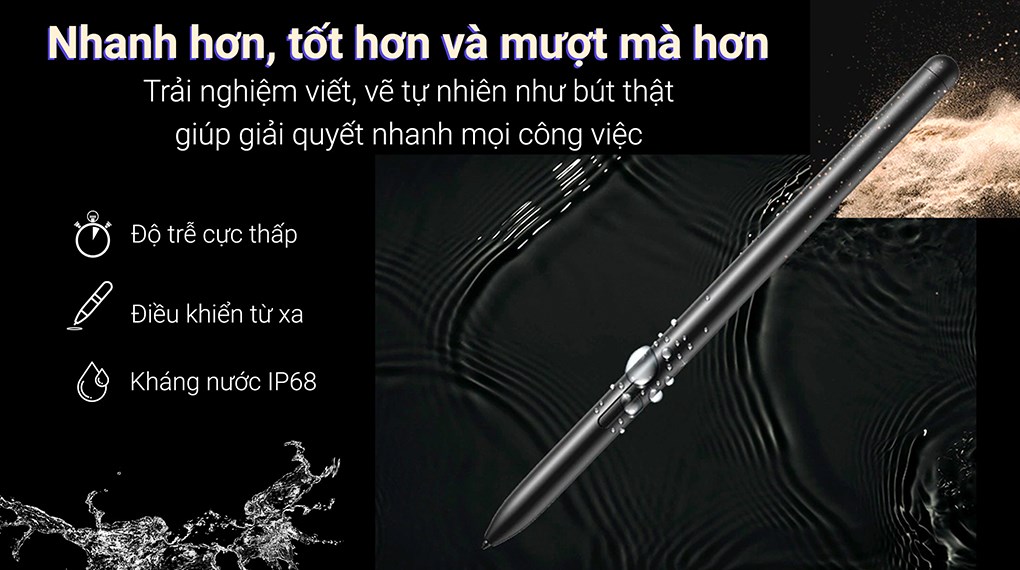 Nhanh hơn, tốt hơn và mượt mà hơn
Trải nghiệm viết, vẽ tự nhiên như bút thật
giúp giải quyết nhanh mọi công việc
Độ trễ cực thấp
Điều khiển từ xa
Kháng nước IP68